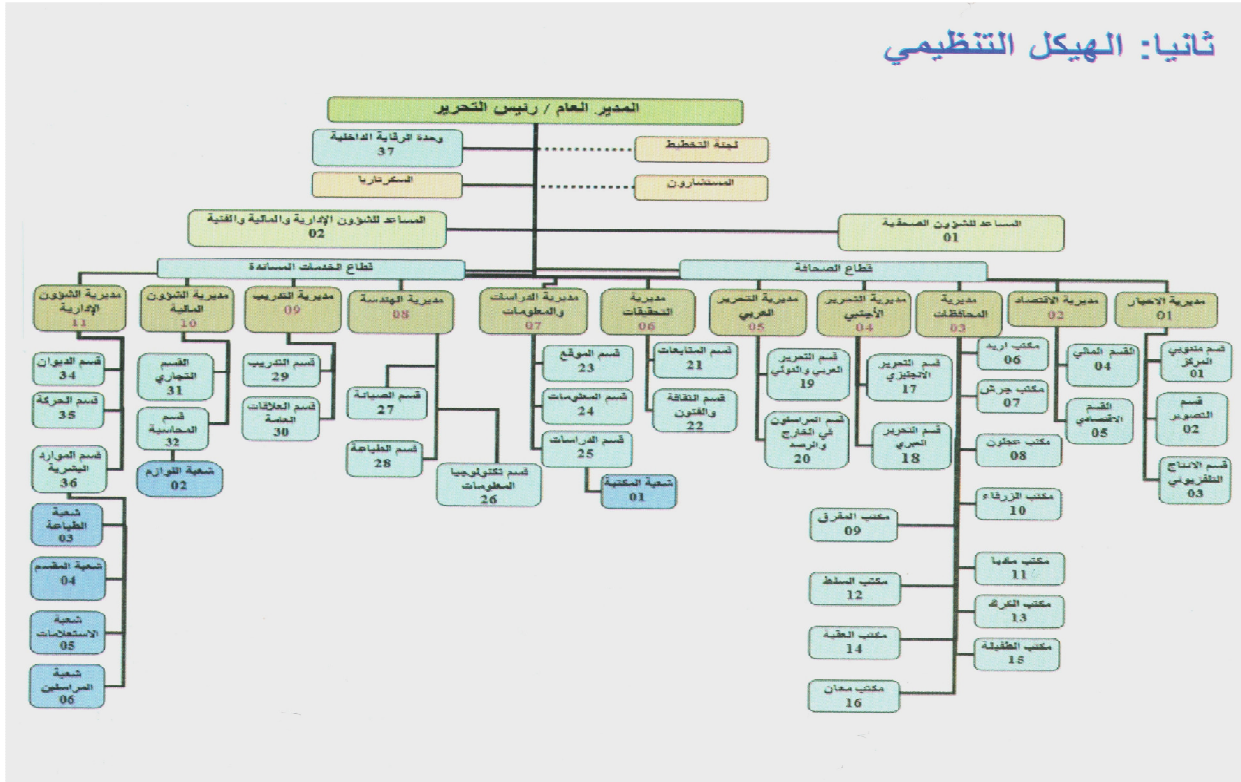 ثانيا: الهيكل التنظيمي
المدير العام / رئيس التحرير
وحدة الرقابة الداخلية
37
لجنة التخطيط
السكرتاريا
المستشارون
المساعد للشؤون الصحفية
01
المساعد للشؤون الإدارية والمالية والفنية
02
قطاع الصحافة
قطاع الخدمات المساندة
مديرية الاخبار
01
مديرية الاقتصاد
02
مديرية
المحافظات
03
مديرية التحرير
الأجنبي
04
مديرية التحرير
العربي
05
مديرية
التحقيقات
06
مديرية الدراسات
والمعلومات
07
مديرية الهندسة
08
مديرية التدريب
09
مديرية الشؤون
المالية
10
مديرية الشؤون
الإدارية
11
قسم مندوبي
المركز
01
قسم
التصوير
02
قسم الانتاج
التلفزيوني
03
القسم المالي
04
القسم
الاقتصادي
05
مكتب اربد
06
مكتب جرش
07
مكتب عجلون
08
مكتب المفرق
09
مكتب الزرقاء
10
مكتب مادبا
11
مكتب السلط
12
مكتب الكرك
13
مكتب العقبة
14
مكتب الطفيلة
15
مكتب معان
16
قسم التحرير
الانجليزي
17
قسم التحرير
العبري
18
قسم التحرير
العربي والدولي
19
قسم المراسلون
في الخارج
والرصد
20
قسم المتابعات
21
قسم الثقافة
والفنون
22
قسم الموقع
23
قسم المعلومات
24
قسم الدراسات
25
شعبة المكتبة
01
قسم تكنولوجيا
المعلومات
26
قسم الصيانة
27
قسم الطباعة
28
قسم التدريب
29
قسم العلاقات
العامة
30
القسم
التجاري
31
قسم
المحاسبة
32
شعبة اللوازم
02
قسم الديوان
34
قسم الحركة
35
قسم الموارد
البشرية
36
شعبة
الطباعة
03
شعبة المقسم
04
شعبة
الاستعلامات
05
شعبة
المراسلين
06